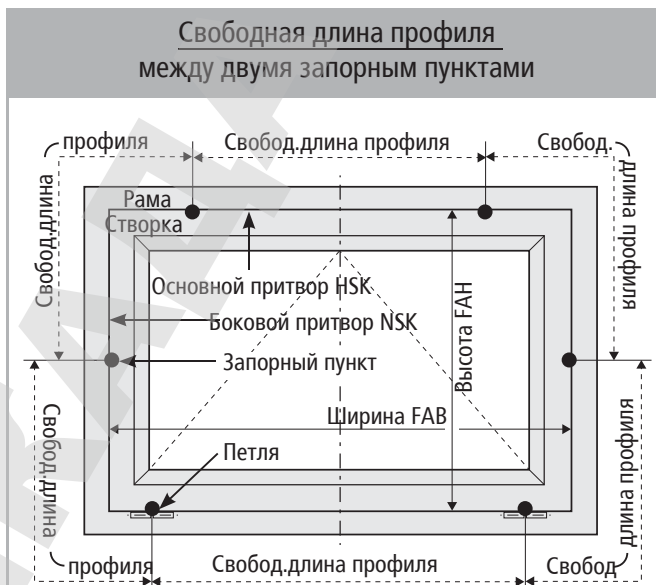 Свободная длина профиля
между двумя запорным пунктами
профиля
Свобод.длина профиля
Свобод.
Свобод.длина
длина профиля
Рама
Створка
Основной притвор HSK
Боковой притвор NSK
Запорный пункт
Высота FAH
Ширина FAB
Петля
Свобод.длина
длина профиля
профиля
Свобод.длина профиля
Свобод